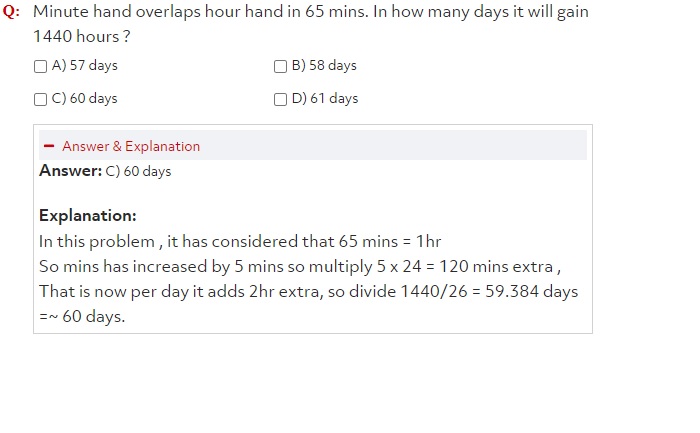 Q: Minute hand overlaps hour hand in 65 mins. In how many days it will gain
1440 hours ?
A) 57 days B) 58 days
C) 60 days D) 61 days
− Answer & Explanation
Answer: C) 60 days
Explanation:
In this problem , it has considered that 65 mins = 1hr
So mins has increased by 5 mins so multiply 5 x 24 = 120 mins extra ,
That is now per day it adds 2hr extra, so divide 1440/26 = 59.384 days
=~ 60 days.